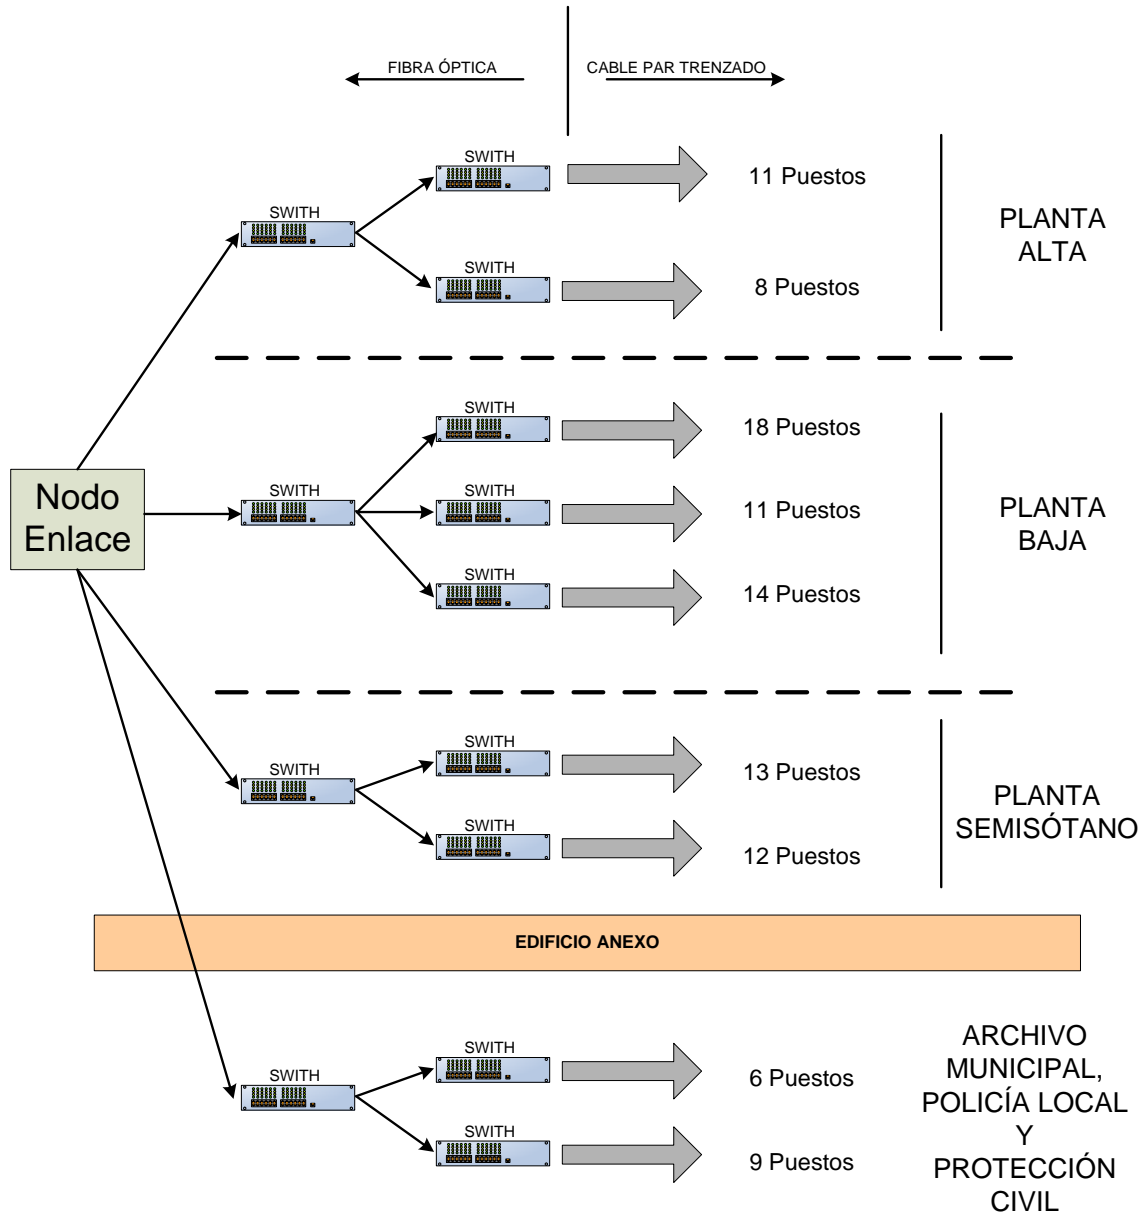 FIBRA ÓPTICA
CABLE PAR TRENZADO
SWITH
11 Puestos
SWITH
PLANTA
ALTA
SWITH
8 Puestos
SWITH
18 Puestos
Nodo
Enlace
SWITH
SWITH
11 Puestos
PLANTA
BAJA
SWITH
14 Puestos
SWITH
13 Puestos
SWITH
PLANTA
SEMISÓTANO
SWITH
12 Puestos
EDIFICIO ANEXO
SWITH
6 Puestos
SWITH
ARCHIVO
MUNICIPAL,
POLICÍA LOCAL
Y
PROTECCIÓN
CIVIL
SWITH
9 Puestos